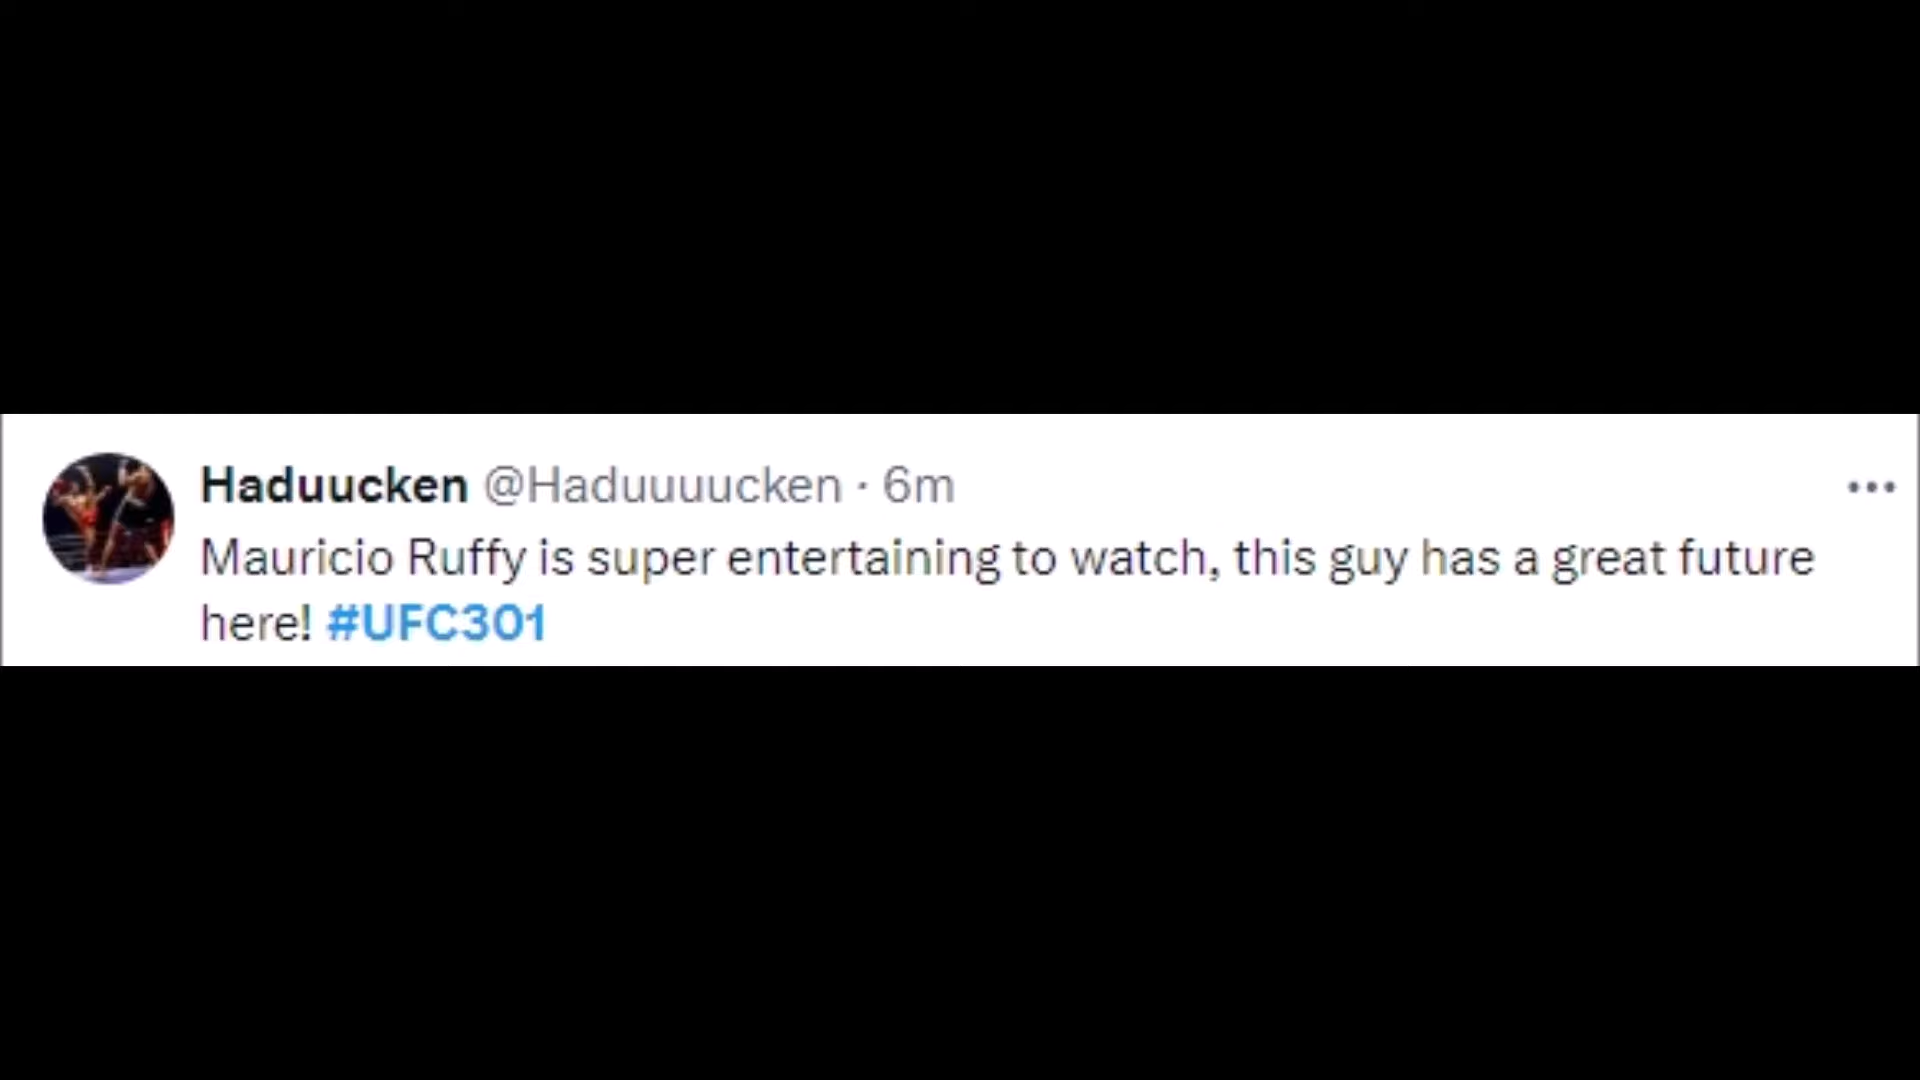 Haduucken @Haduuuucken · 6m
Mauricio Ruffy is super entertaining to watch, this guy has a great future
here! #UFC301